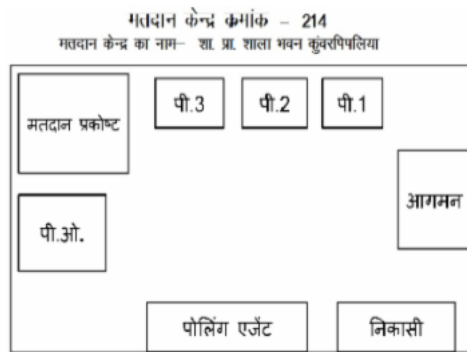 मतदान केन्द्र क्रमांक - 214
मतदान केन्द्र का नाम- शा. प्रा. शाला भवन कुंवरपिपलिया
मतदान प्रकोष्ट
पी.3
पी.2
पी.1
आगमन
पी.ओ.
पोलिंग एजेंट
निकासी